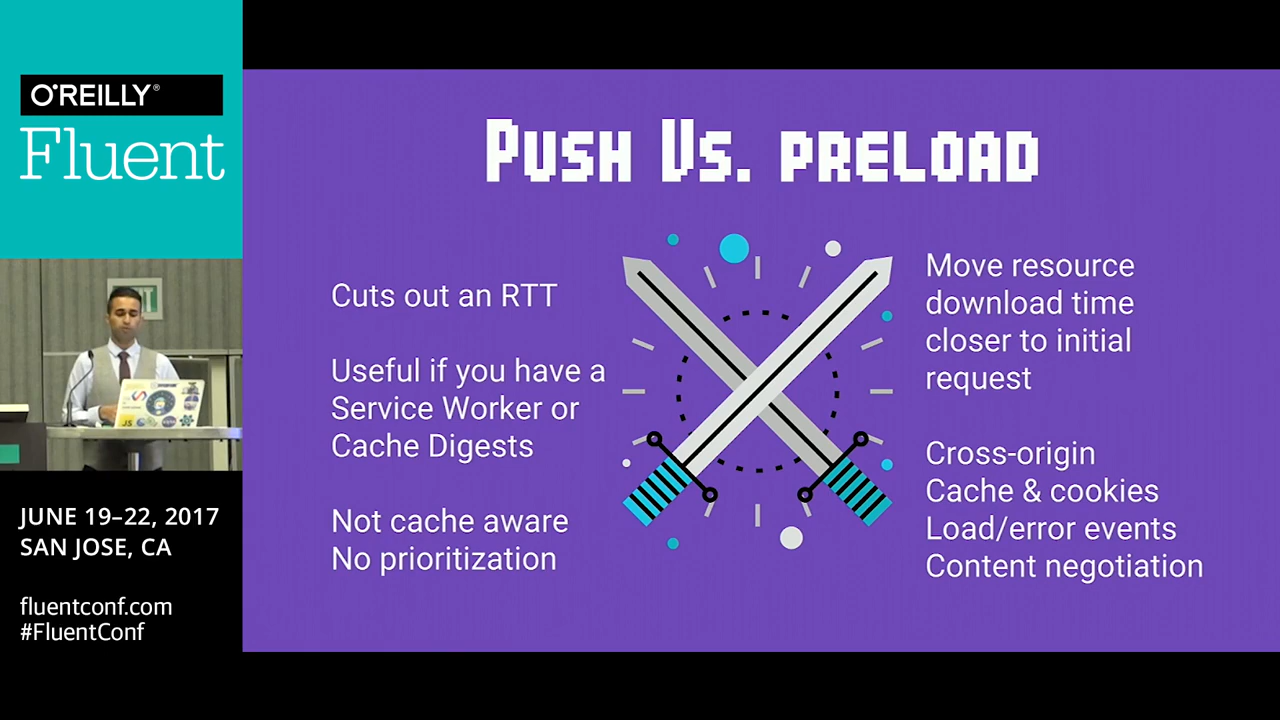 O'REILLY®
Fluent
JUNE 19–22, 2017
SAN JOSE, CA
fluentconf.com
#FluentConf
PUSH VS. PRELOAD
Cuts out an RTT
Useful if you have a
Service Worker or
Cache Digests
Not cache aware
No prioritization
Move resource
download time
closer to initial
request
Cross-origin
Cache & cookies
Load/error events
Content negotiation
JS